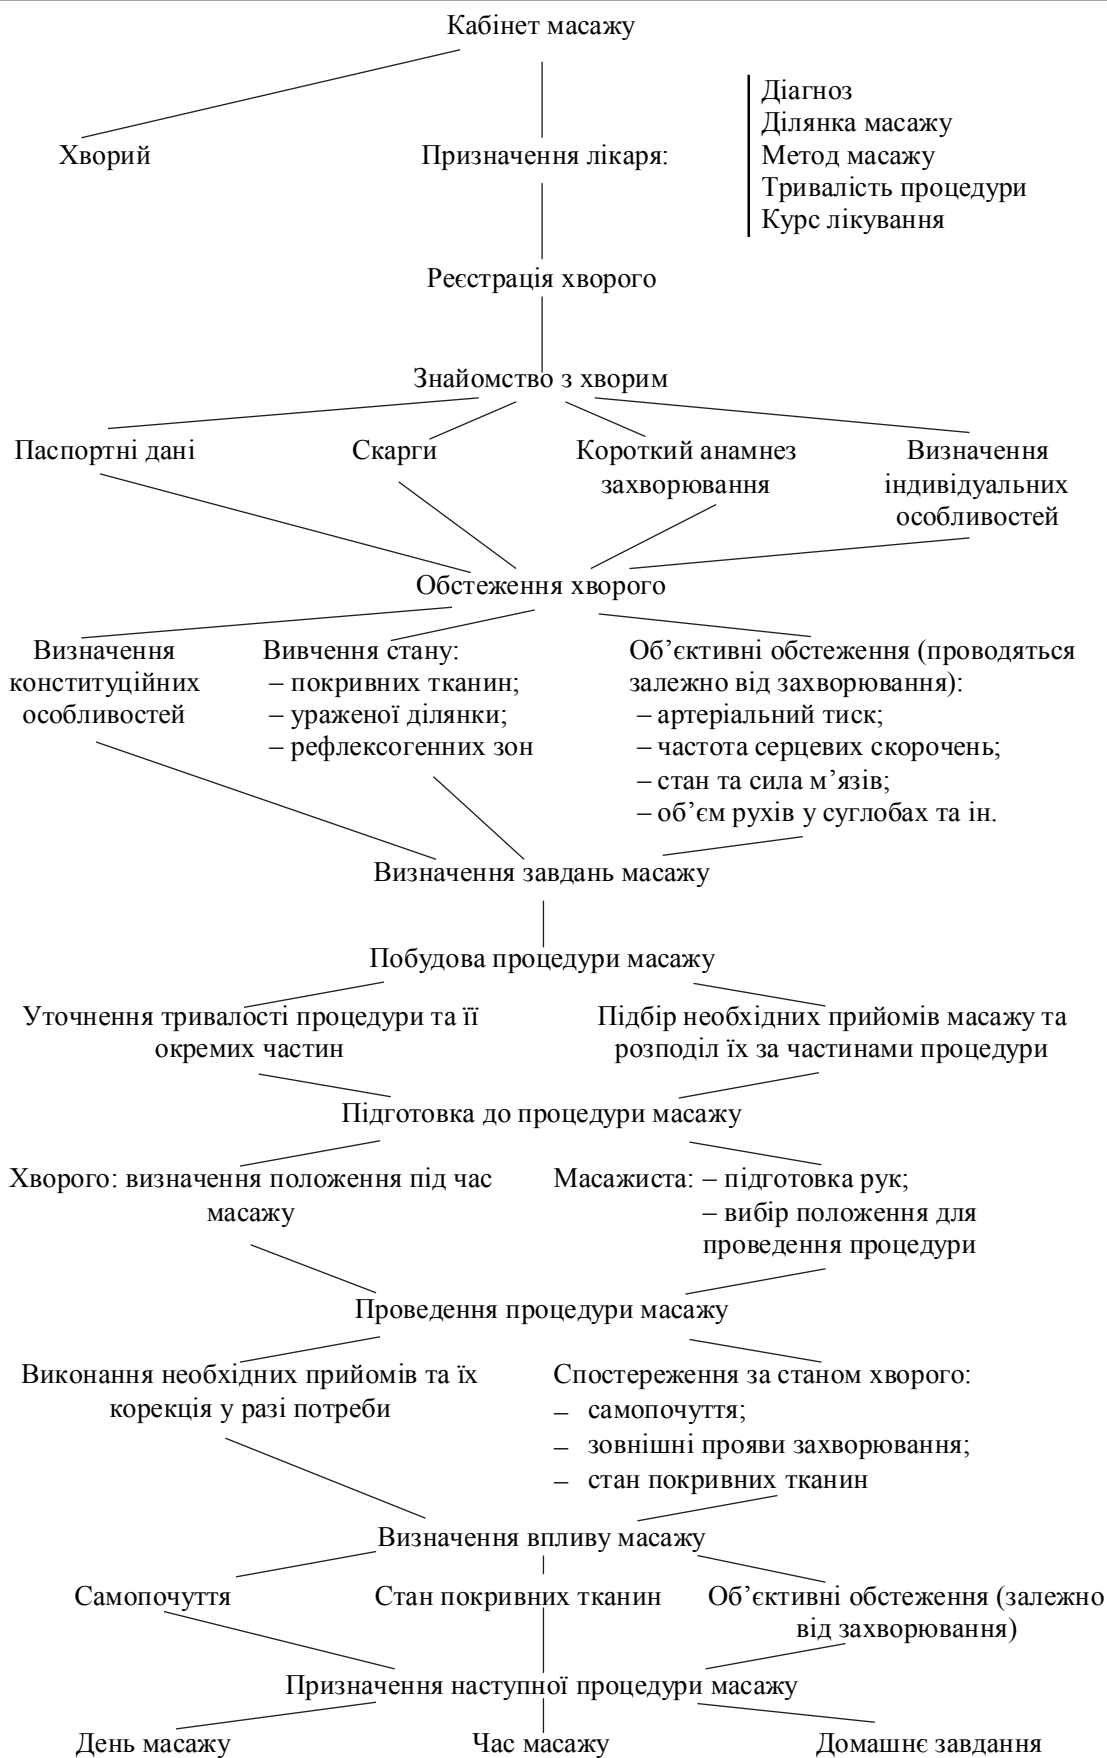 Кабінет масажу
Хворий
Призначення лікаря:
Діагноз
Ділянка масажу
Метод масажу
Тривалість процедури
Курс лікування
Реєстрація хворого
Знайомство з хворим
Паспортні дані
Скарги
Короткий анамнез
захворювання
Визначення
індивідуальних
особливостей
Обстеження хворого
Визначення
конституційних
особливостей
Вивчення стану:
– покривних тканин;
– ураженої ділянки;
– рефлексогенних зон
Об’єктивні обстеження (проводяться
залежно від захворювання):
– артеріальний тиск;
– частота серцевих скорочень;
– стан та сила м’язів;
– об’єм рухів у суглобах та ін.
Визначення завдань масажу
Побудова процедури масажу
Уточнення тривалості процедури та її
окремих частин
Підбір необхідних прийомів масажу та
розподіл їх за частинами процедури
Підготовка до процедури масажу
Хворого: визначення положення під час
масажу
Масажиста: – підготовка рук;
– вибір положення для
проведення процедури
Проведення процедури масажу
Виконання необхідних прийомів та їх
корекція у разі потреби
Спостереження за станом хворого:
– самопочуття;
– зовнішні прояви захворювання;
– стан покривних тканин
Визначення впливу масажу
Самопочуття
Стан покривних тканин
Об’єктивні обстеження (залежно
від захворювання)
Призначення наступної процедури масажу
День масажу
Час масажу
Домашнє завдання